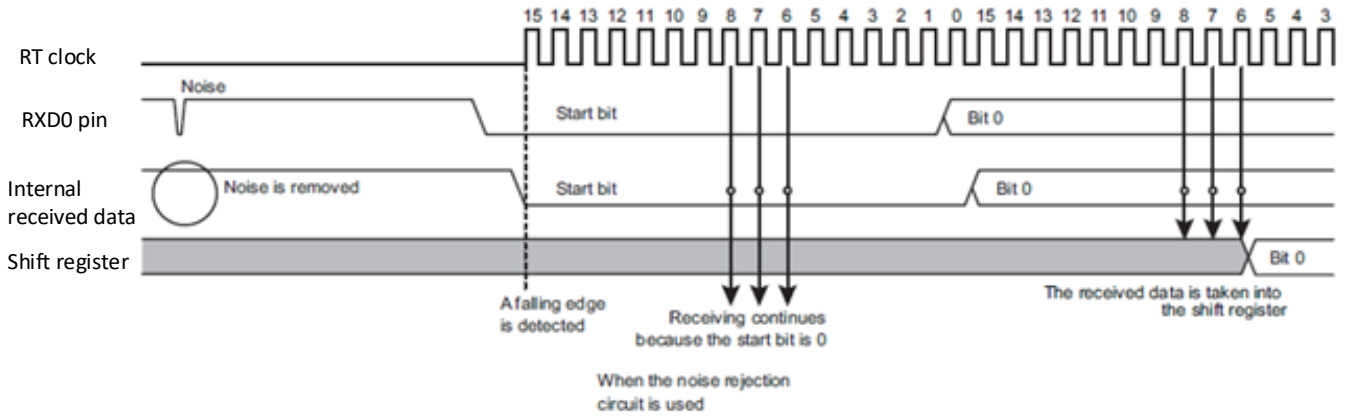 15 14 13 12 11 10 9 8 7 6 5 4 3 2 1 0 15 14 13 12 11 10 9 8 7 6 5 4 3
RT clock
Noise
RXD0 pin
Start bit
Bit 0
Internal
received data
Noise is removed
Start bit
Bit 0
Shift register
Bit 0
A falling edge
is detected
Receiving continues
because the start bit is 0
The received data is taken into
the shift register
When the noise rejection
circuit is used